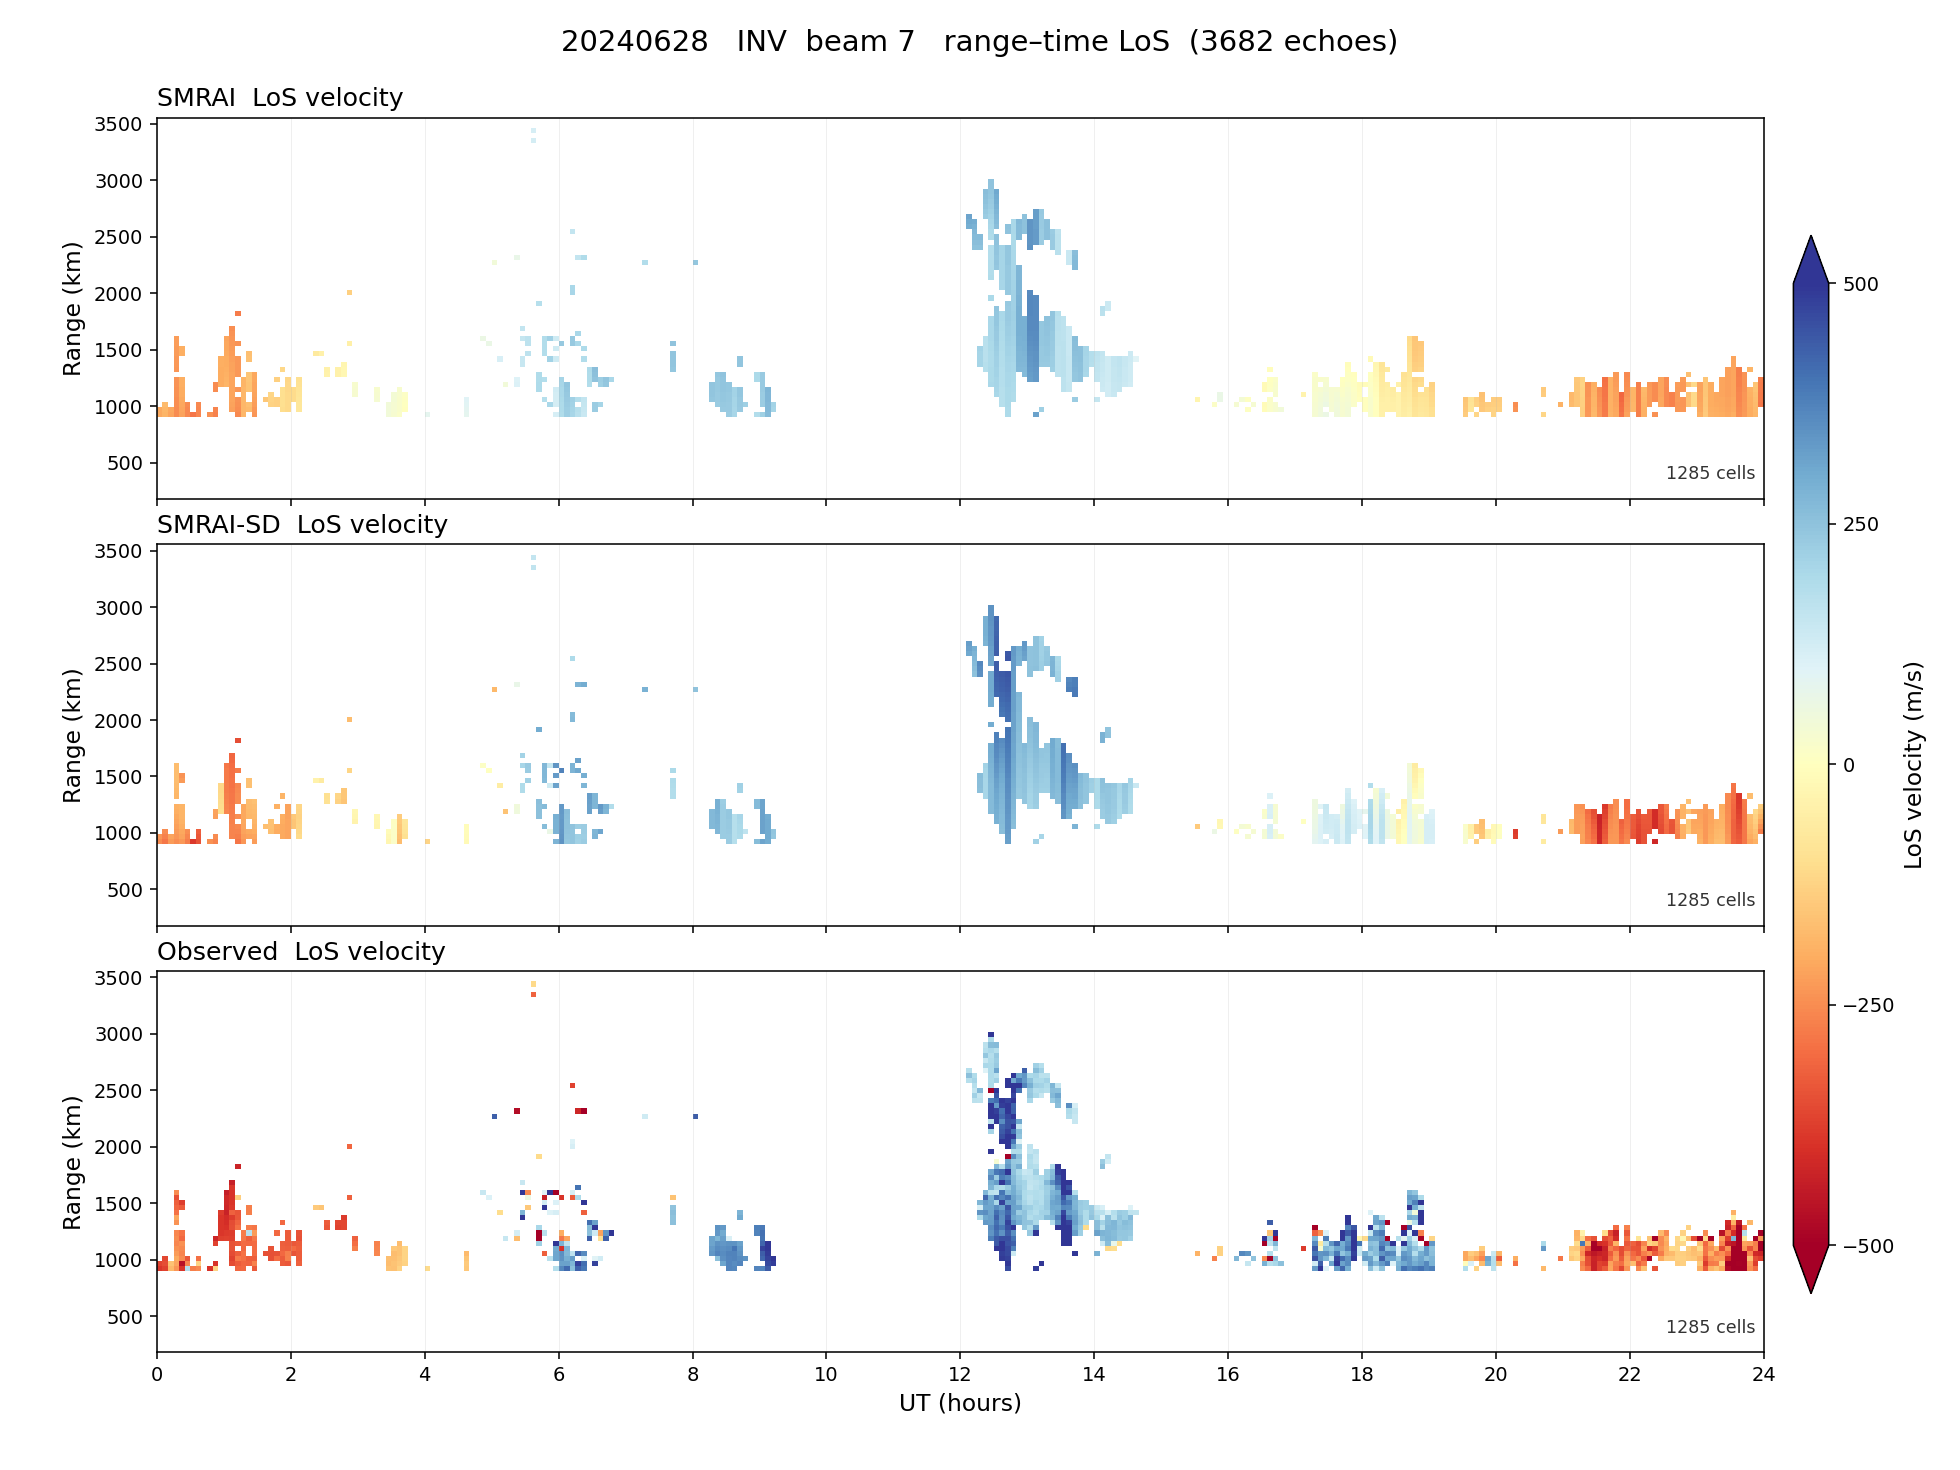 20240628   INV  beam 7   range–time LoS  (3682 echoes)
SMRAI  LoS velocity
3500
3000
2500
2000
1500
1000
500
Range (km)
1285 cells
SMRAI-SD  LoS velocity
3500
3000
2500
2000
1500
1000
500
Range (km)
1285 cells
Observed  LoS velocity
3500
3000
2500
2000
1500
1000
500
Range (km)
1285 cells
0 2 4 6 8 10 12 14 16 18 20 22 24
UT (hours)
500
250
0
−250
−500
LoS velocity (m/s)